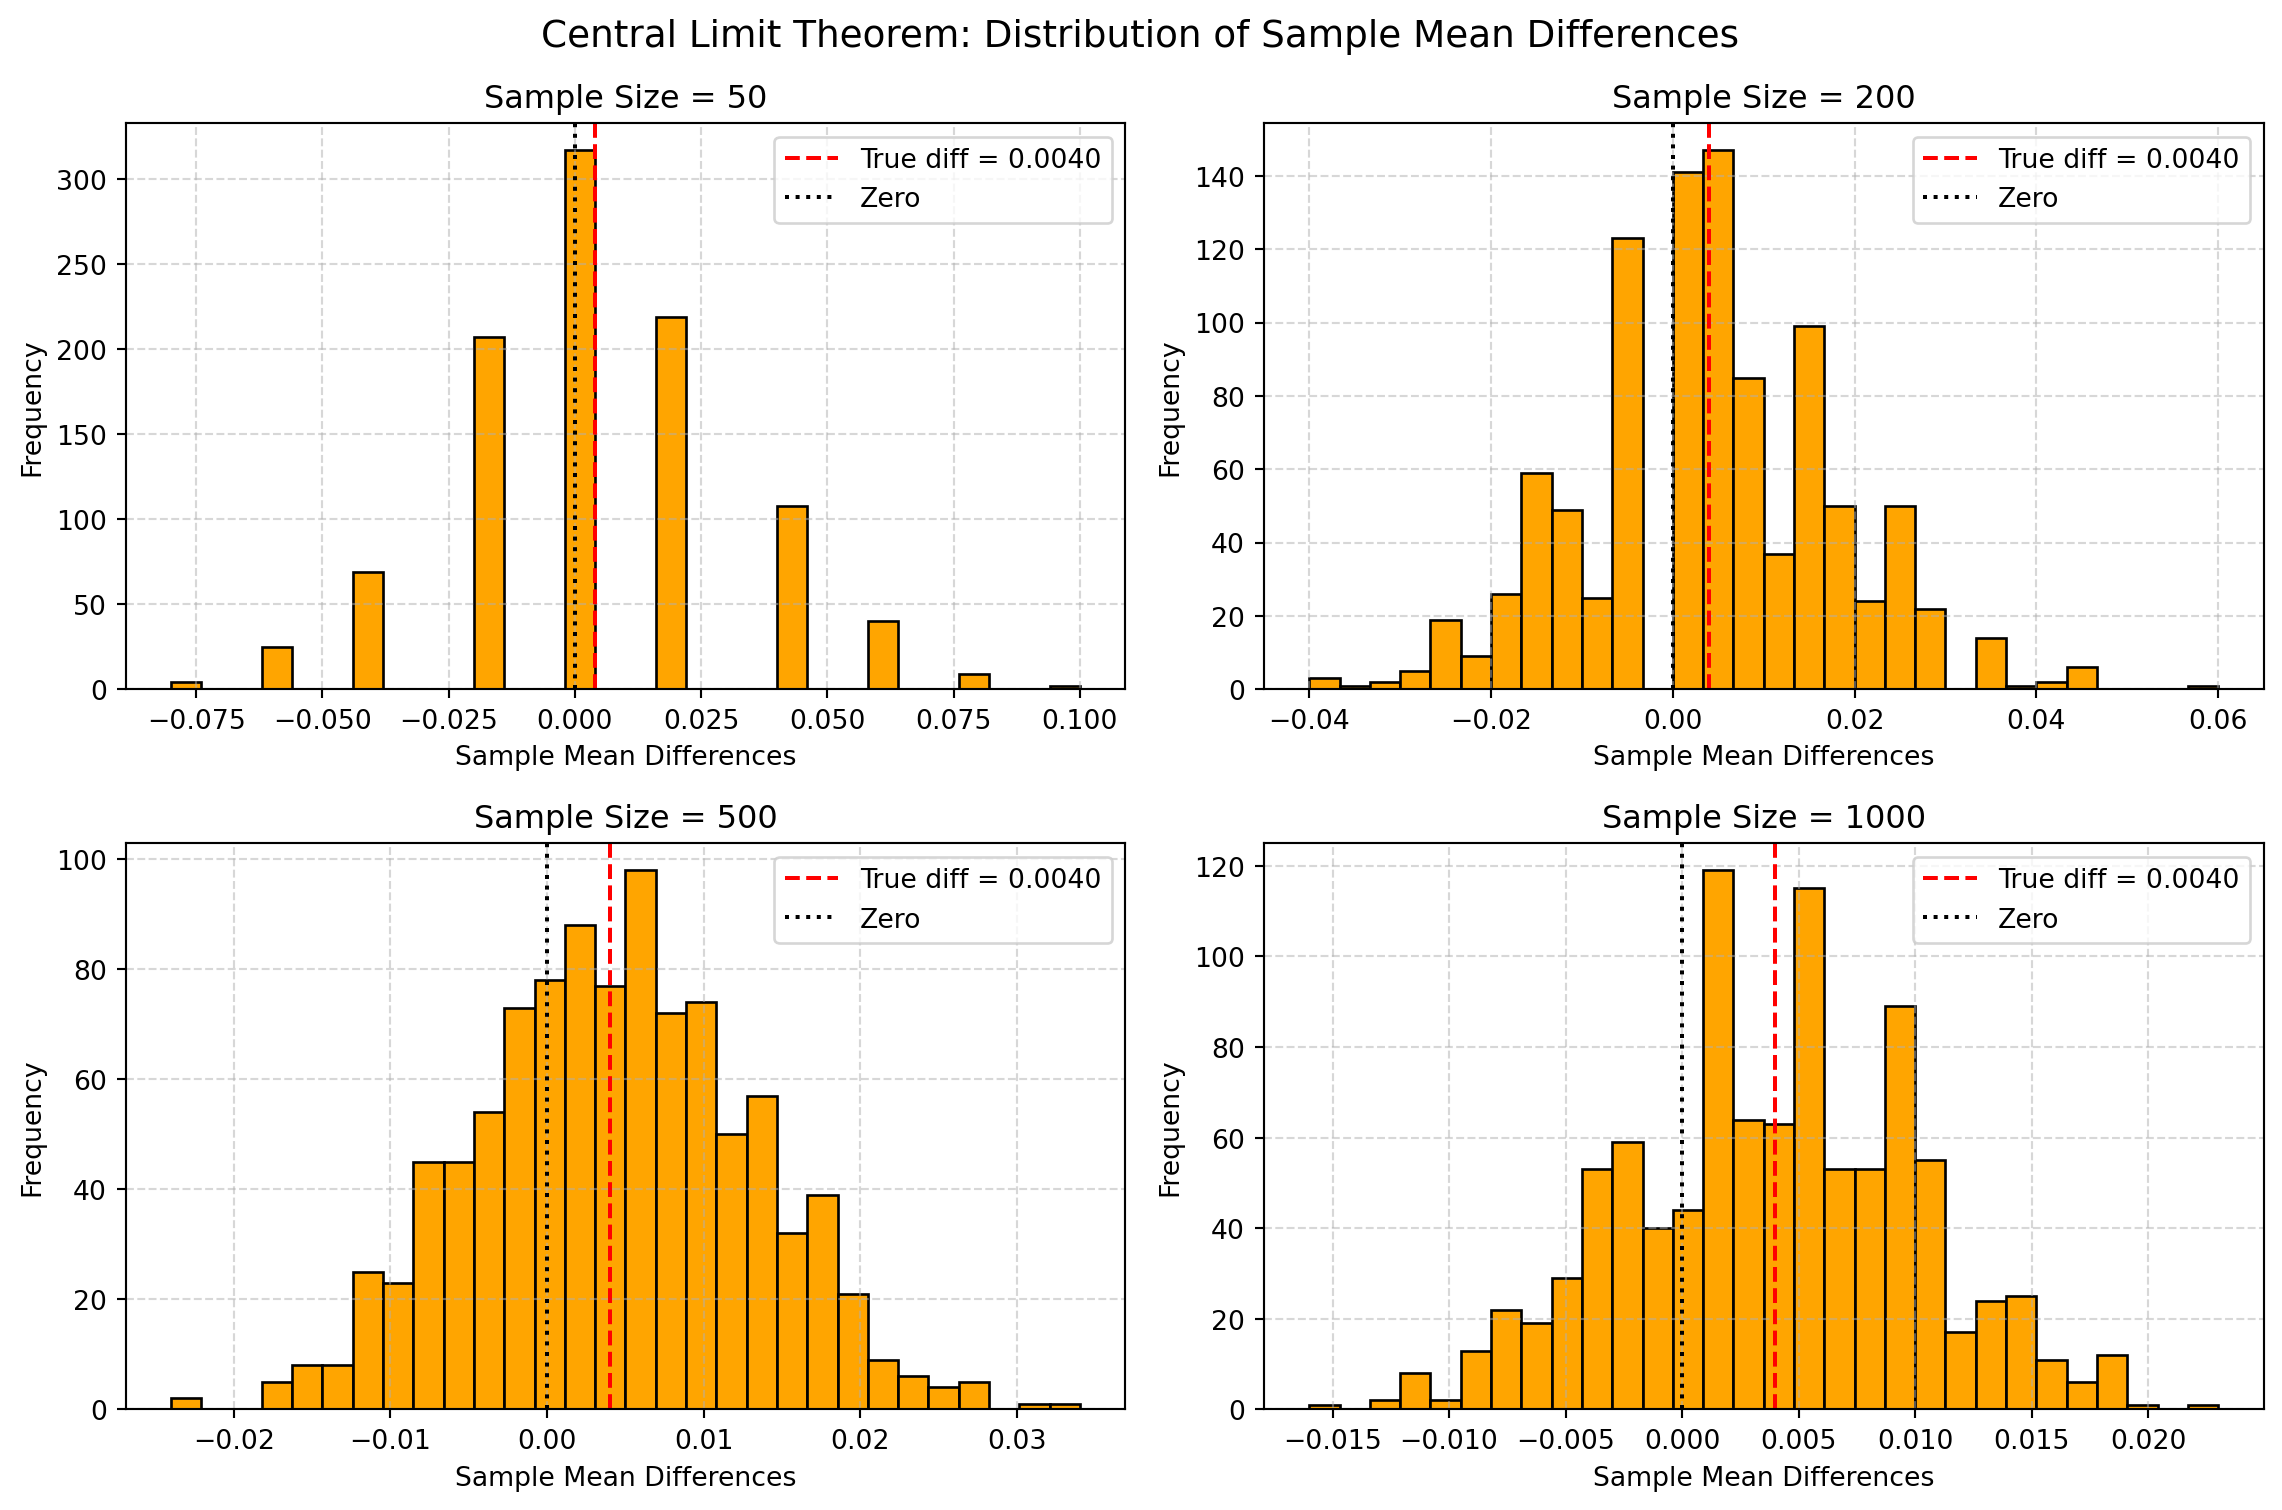 Central Limit Theorem: Distribution of Sample Mean Differences
Sample Size = 50
True diff = 0.0040
Zero
Frequency
300
250
200
150
100
50
0
−0.075 −0.050 −0.025 0.000 0.025 0.050 0.075 0.100
Sample Mean Differences
Sample Size = 200
True diff = 0.0040
Zero
Frequency
140
120
100
80
60
40
20
0
−0.04 −0.02 0.00 0.02 0.04 0.06
Sample Mean Differences
Sample Size = 500
True diff = 0.0040
Zero
Frequency
100
80
60
40
20
0
−0.02 −0.01 0.00 0.01 0.02 0.03
Sample Mean Differences
Sample Size = 1000
True diff = 0.0040
Zero
Frequency
120
100
80
60
40
20
0
−0.015 −0.010 −0.005 0.000 0.005 0.010 0.015 0.020
Sample Mean Differences